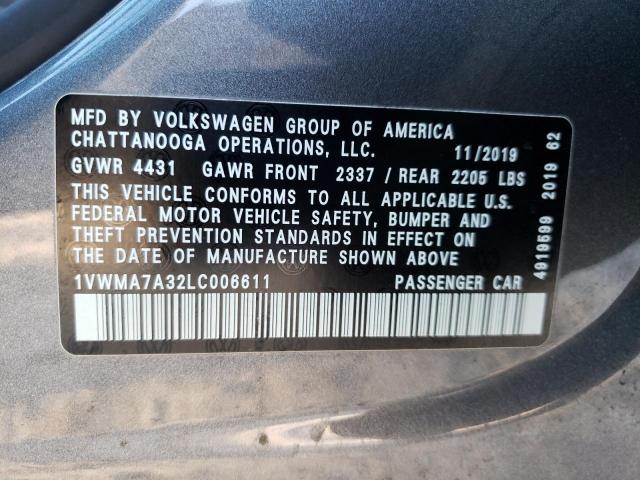 MFD BY VOLKSWAGEN GROUP OF AMERICA
CHATTANOOGA OPERATIONS, LLC. 11/2019
GVWR 4431 GAWR FRONT 2337 / REAR 2205 LBS
THIS VEHICLE CONFORMS TO ALL APPLICABLE U.S.
FEDERAL MOTOR VEHICLE SAFETY, BUMPER AND
THEFT PREVENTION STANDARDS IN EFFECT ON
THE DATE OF MANUFACTURE SHOWN ABOVE
1VWMA7A32LC006611 PASSENGER CAR
4919699 2019 62